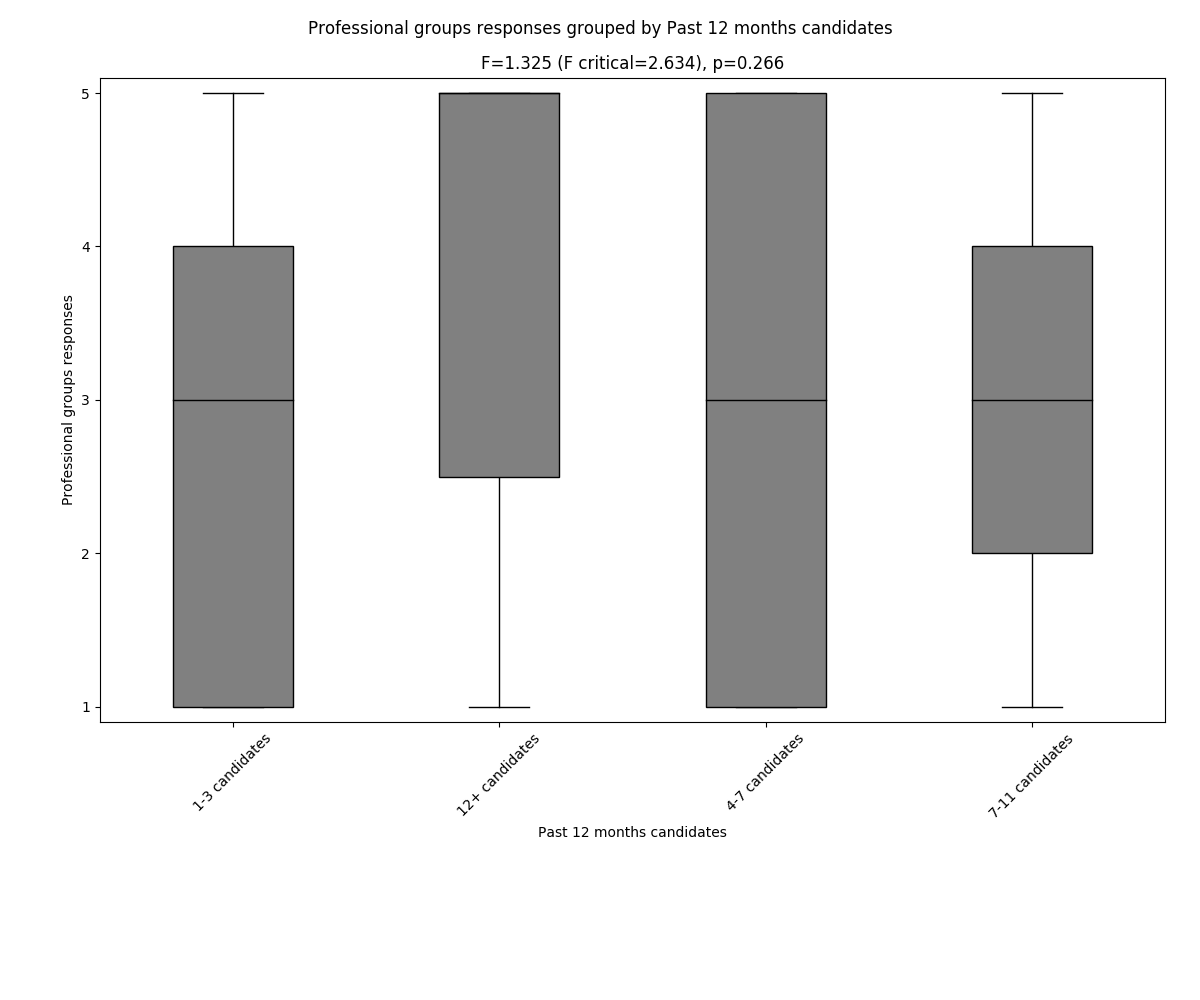 Professional groups responses grouped by Past 12 months candidates
F=1.325 (F critical=2.634), p=0.266
5
4
3
2
1
Professional groups responses
1-3 candidates
12+ candidates
4-7 candidates
7-11 candidates
Past 12 months candidates